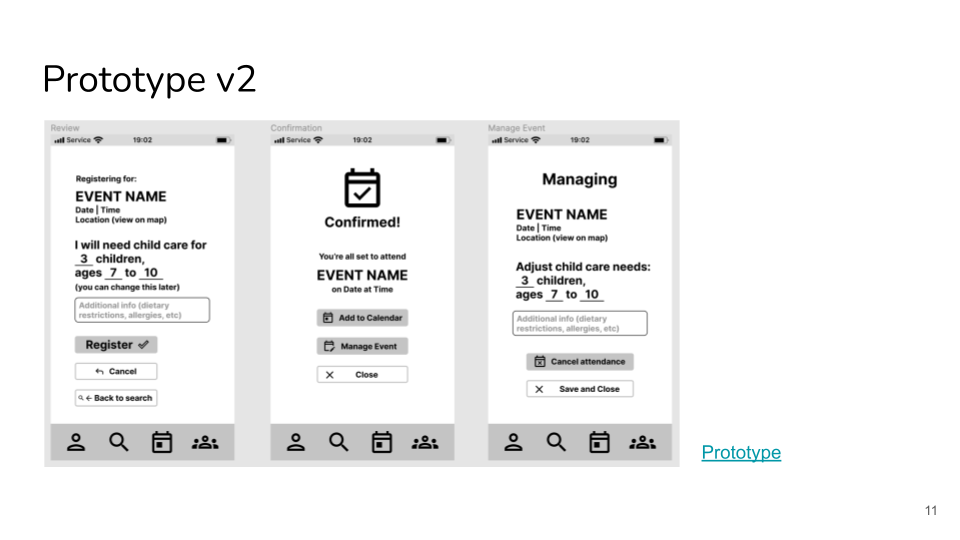 Prototype v2
Review
Service
19:02
Registering for:
EVENT NAME
Date | Time
Location (view on map)
I will need child care for
3 children,
ages 7 to 10
(you can change this later)
Additional info (dietary
restrictions, allergies, etc)
Register
Cancel
Back to search
Confirmation
Service
19:02
Confirmed!
You're all set to attend
EVENT NAME
on Date at Time
Add to Calendar
Manage Event
Close
Manage Event
Service
19:02
Managing
EVENT NAME
Date | Time
Location (view on map)
Adjust child care needs:
3 children,
ages 7 to 10
Additional info (dietary
restrictions, allergies, etc)
Cancel attendance
Save and Close
Prototype
11